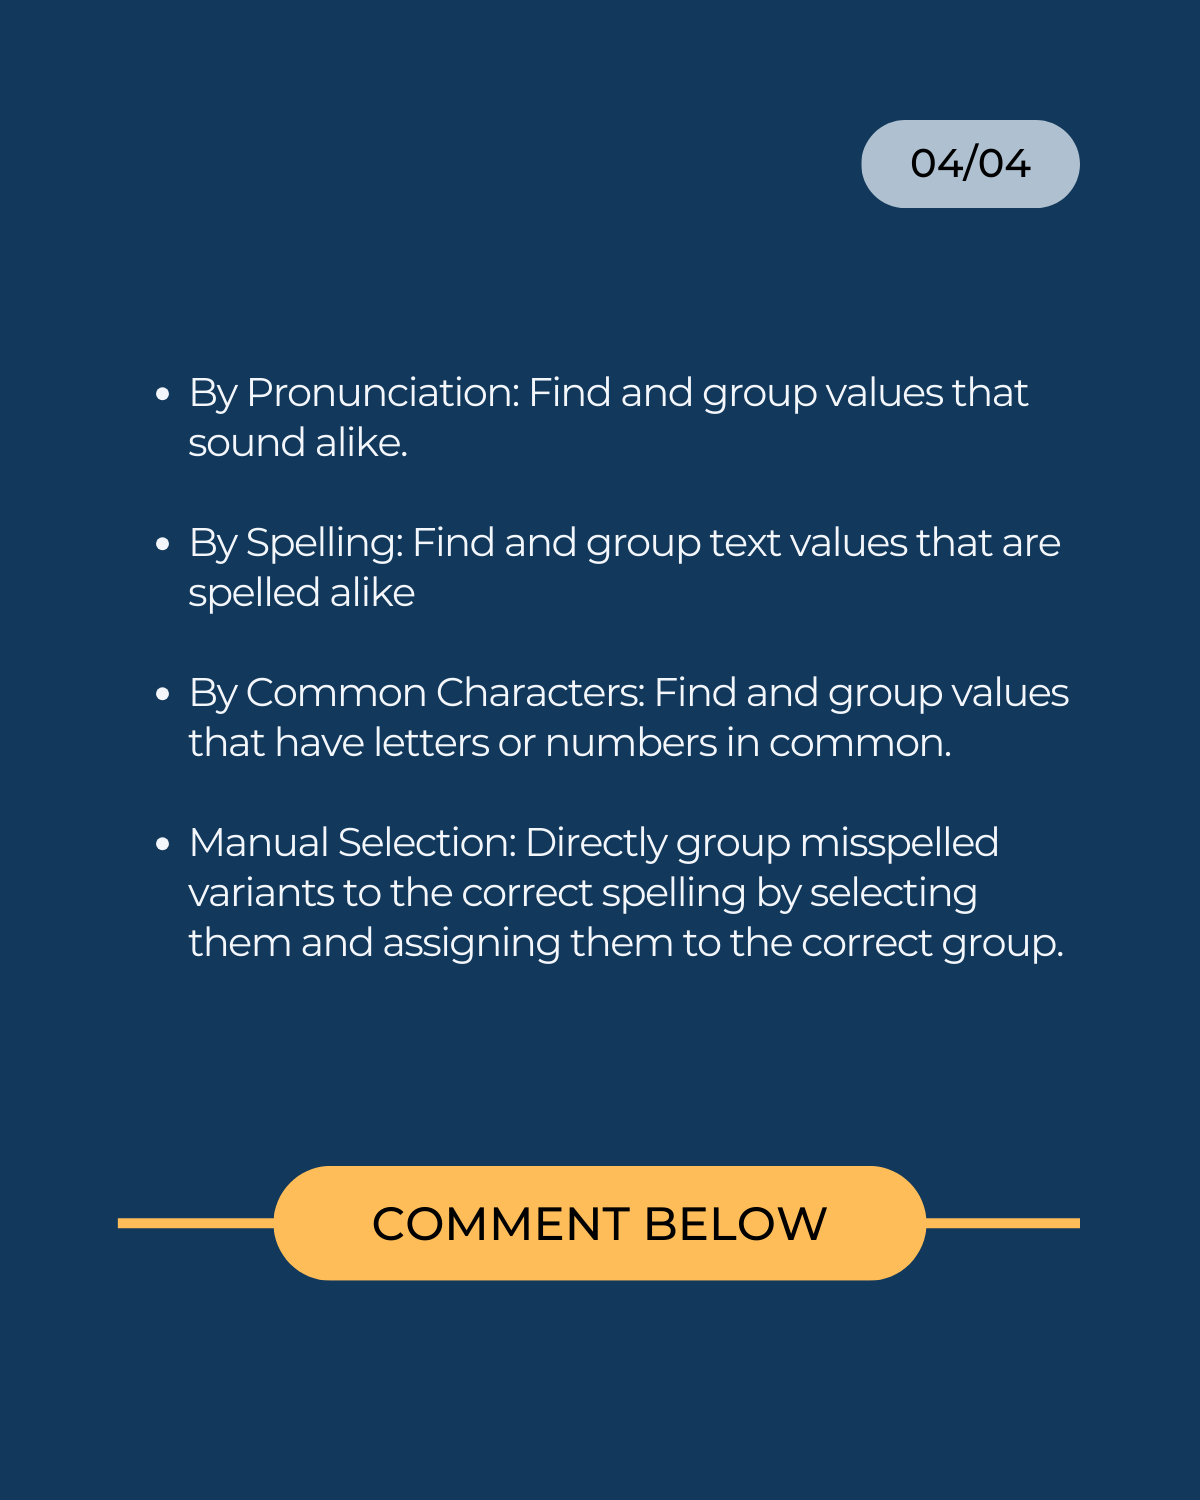 04/04
• By Pronunciation: Find and group values that
sound alike.
• By Spelling: Find and group text values that are
spelled alike
• By Common Characters: Find and group values
that have letters or numbers in common.
• Manual Selection: Directly group misspelled
variants to the correct spelling by selecting
them and assigning them to the correct group.
COMMENT BELOW